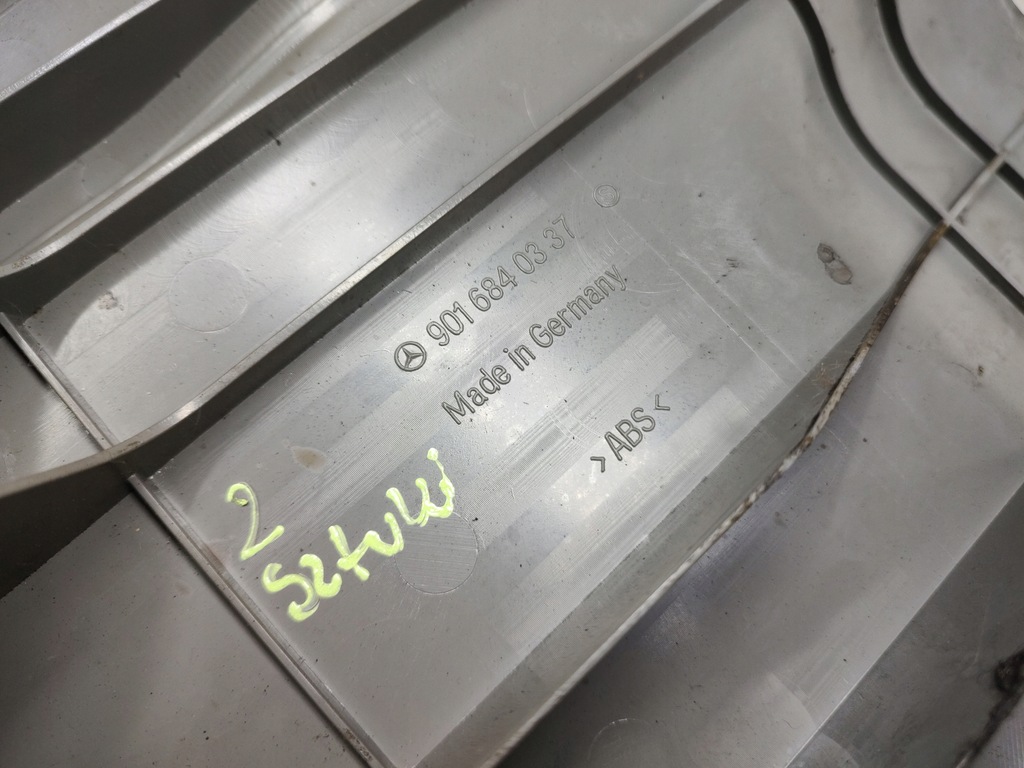 901 684 03 37
Made in Germany.
>ABS<
2
Sztuki